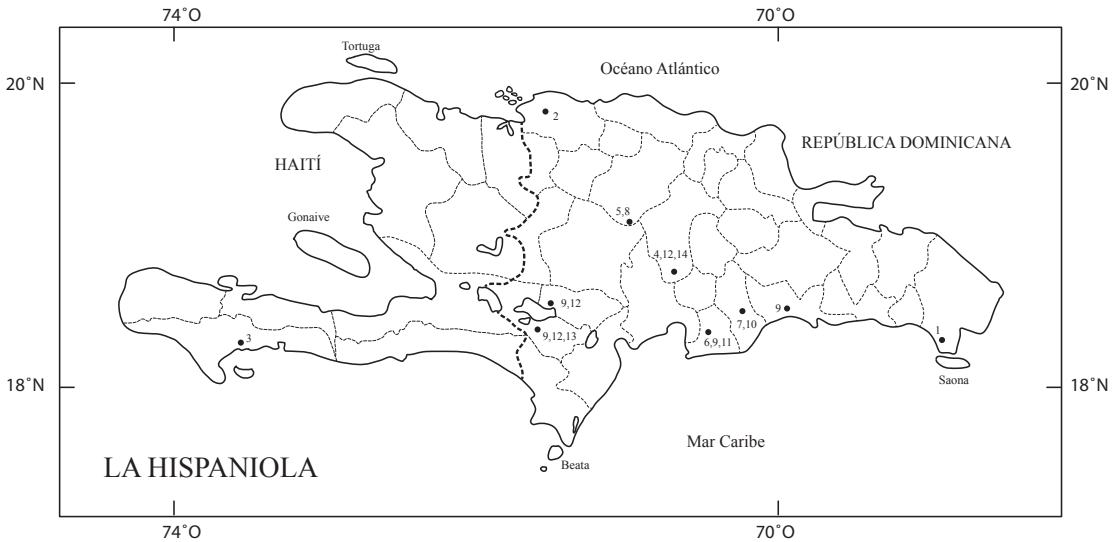 74˚O 70˚O
Tortuga
Océano Atlántico
20˚N 20˚N
2
REPÚBLICA DOMINICANA
HAITÍ
5,8
Gonaive
4,12,14
9,12
9
7,10
9,12,13
6,9,11
1
3
18˚N 18˚N
Saona
Mar Caribe
LA HISPANIOLA
Beata
74˚O 70˚O